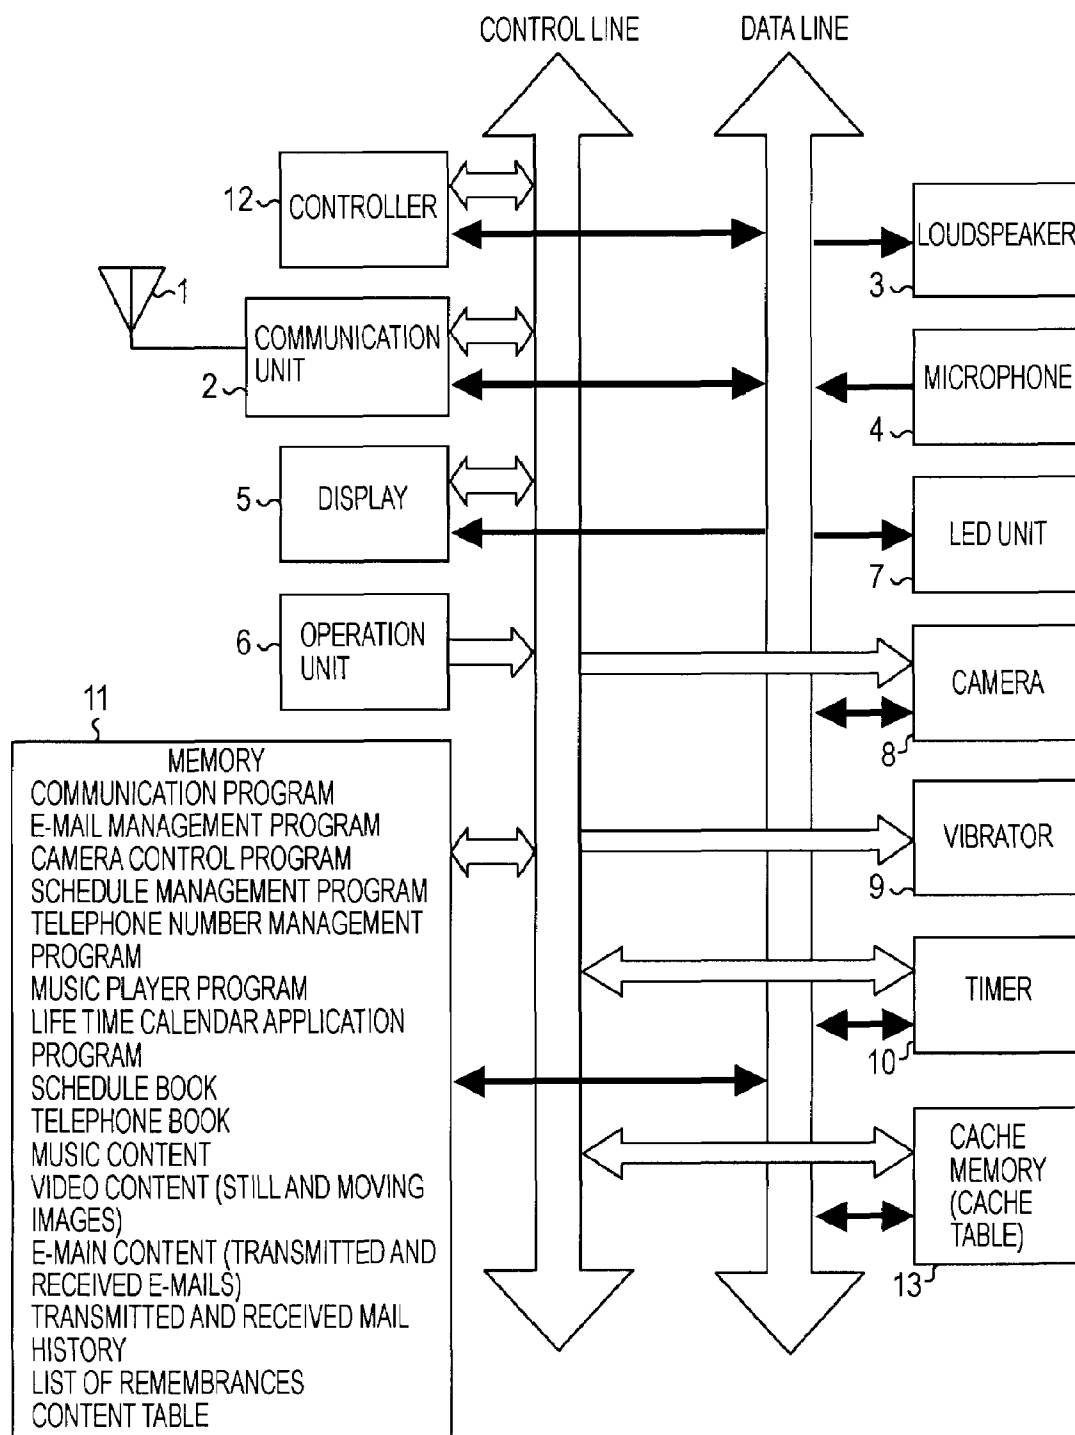 CONTROL LINE
DATA LINE
12
CONTROLLER
1
COMMUNICATION
UNIT
2
5
DISPLAY
6
OPERATION
UNIT
LOUDSPEAKER
3
MICROPHONE
4
LED UNIT
7
CAMERA
8
VIBRATOR
9
TIMER
10
CACHE
MEMORY
(CACHE
TABLE)
13
11
MEMORY
COMMUNICATION PROGRAM
E-MAIL MANAGEMENT PROGRAM
CAMERA CONTROL PROGRAM
SCHEDULE MANAGEMENT PROGRAM
TELEPHONE NUMBER MANAGEMENT
PROGRAM
MUSIC PLAYER PROGRAM
LIFE TIME CALENDAR APPLICATION
PROGRAM
SCHEDULE BOOK
TELEPHONE BOOK
MUSIC CONTENT
VIDEO CONTENT (STILL AND MOVING
IMAGES)
E-MAIN CONTENT (TRANSMITTED AND
RECEIVED E-MAILS)
TRANSMITTED AND RECEIVED MAIL
HISTORY
LIST OF REMEMBRANCES
CONTENT TABLE